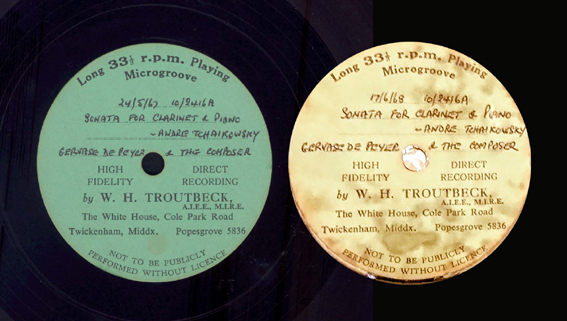 Long 33⅓ r.p.m. Playing
Microgroove
24/5/67 10/2416A
SONATA FOR CLARINET & PIANO
- ANDRE TCHAIKOWSKY
GERVASE DE PEYER & THE COMPOSER
HIGH DIRECT
FIDELITY RECORDING
by W. H. TROUTBECK,
A.I.E.E., M.I.R.E.
The White House, Cole Park Road
Twickenham, Middx. Popesgrove 5836
NOT TO BE PUBLICLY
PERFORMED WITHOUT LICENCE
Long 33⅓ r.p.m. Playing
Microgroove
17/6/68 10/2416A
SONATA FOR CLARINET & PIANO
- ANDRE TCHAIKOWSKY
GERVASE DE PEYER & THE COMPOSER
HIGH DIRECT
FIDELITY RECORDING
by W. H. TROUTBECK,
A.I.E.E., M.I.R.E.
The White House, Cole Park Road
Twickenham, Middx. Popesgrove 5836
NOT TO BE PUBLICLY
PERFORMED WITHOUT LICENCE